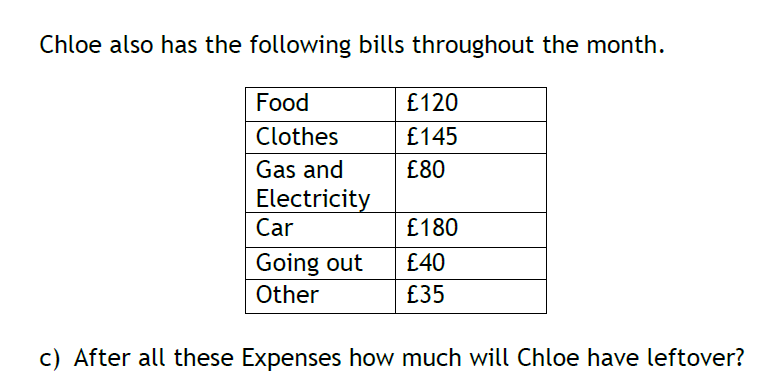 Chloe also has the following bills throughout the month.
Food £120
Clothes £145
Gas and £80
Electricity
Car £180
Going out £40
Other £35
c) After all these Expenses how much will Chloe have leftover?